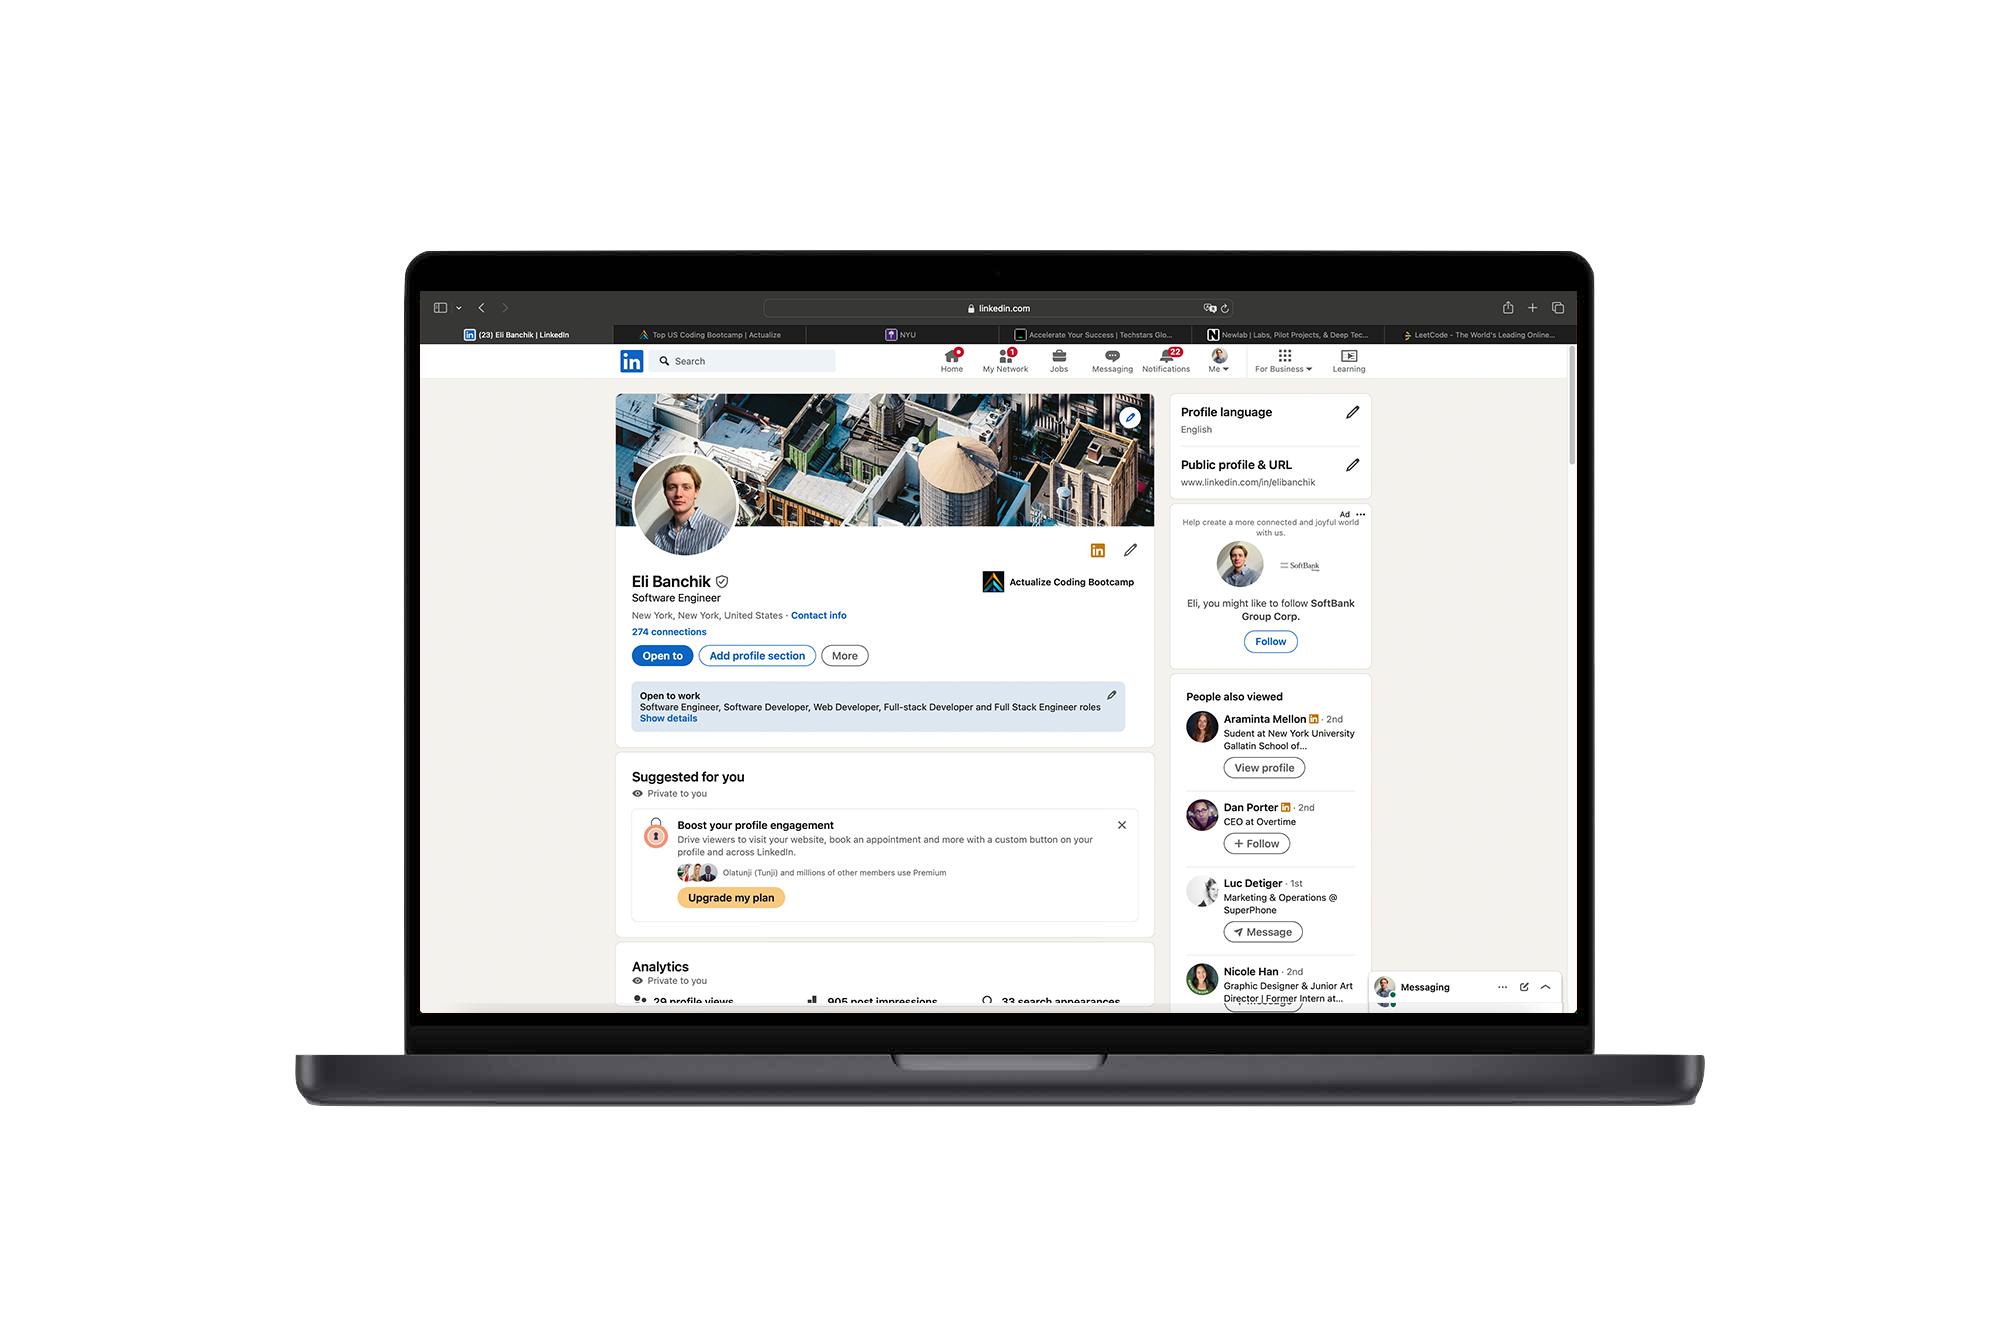 linkedin.com
(23) Eli Banchik | LinkedIn
Top US Coding Bootcamp | Actualize
NYU
Accelerate Your Success | Techstars Glo...
Newlab | Labs, Pilot Projects, & Deep Tec...
LeetCode - The World's Leading Online...
in
Search
Home
1
My Network
Jobs
Messaging
22
Notifications
Me
For Business
Learning
Eli Banchik
Software Engineer
New York, New York, United States · Contact info
274 connections
in
Actualize Coding Bootcamp
Open to
Add profile section
More
Open to work
Software Engineer, Software Developer, Web Developer, Full-stack Developer and Full Stack Engineer roles
Show details
Suggested for you
Private to you
Boost your profile engagement
Drive viewers to visit your website, book an appointment and more with a custom button on your
profile and across LinkedIn.
Olatunji (Tunji) and millions of other members use Premium
Upgrade my plan
Analytics
Private to you
29 profile views
905 post impressions
33 search appearances
Profile language
English
Public profile & URL
www.linkedin.com/in/elibanchik
Ad
Help create a more connected and joyful world
with us.
SoftBank
Eli, you might like to follow SoftBank
Group Corp.
Follow
People also viewed
Araminta Mellon in · 2nd
Sudent at New York University
Gallatin School of...
View profile
Dan Porter in · 2nd
CEO at Overtime
+ Follow
Luc Detiger · 1st
Marketing & Operations @
SuperPhone
Message
Nicole Han · 2nd
Graphic Designer & Junior Art
Director | Former Intern at...
Message
Messaging